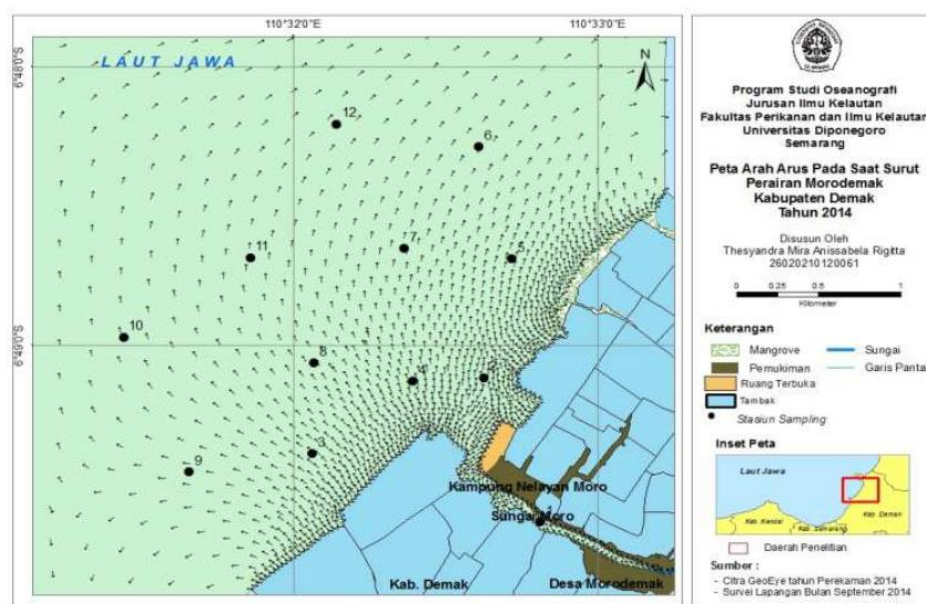 110°32'0"E
110°33'0"E
6°48'0"S
6°49'0"S
LAUT JAWA
N
12
6
7
11
5
10
8
4
2
3
9
Kampung Nelayan Moro
1
Sungai Moro
Kab. Demak
Desa Morodemak
Program Studi Oseanografi
Jurusan Ilmu Kelautan
Fakultas Perikanan dan Ilmu Kelautan
Universitas Diponegoro
Semarang
Peta Arah Arus Pada Saat Surut
Perairan Morodemak
Kabupaten Demak
Tahun 2014
Disusun Oleh
Thesyandra Mira Anissabela Rigitta
26020210120061
0 0.25 0.5 1
Kilometer
Keterangan
Mangrove
Sungai
Pemukiman
Garis Panta
Ruang Terbuka
Tambak
Stasiun Sampling
Inset Peta
Laut Jawa
Kab. Kendal
Kab. Semarang
Kab. Demak
Daerah Penelitian
Sumber :
- Citra GeoEye tahun Perekaman 2014
- Survei Lapangan Bulan September 2014